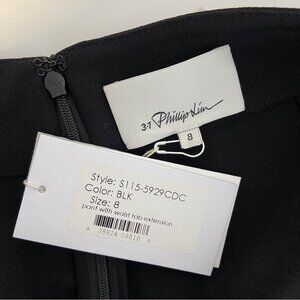 3·1 Phillip Lim
8
Style: S115-5929CDC
Color: BLK
Size: 8
pant with waist tab extension